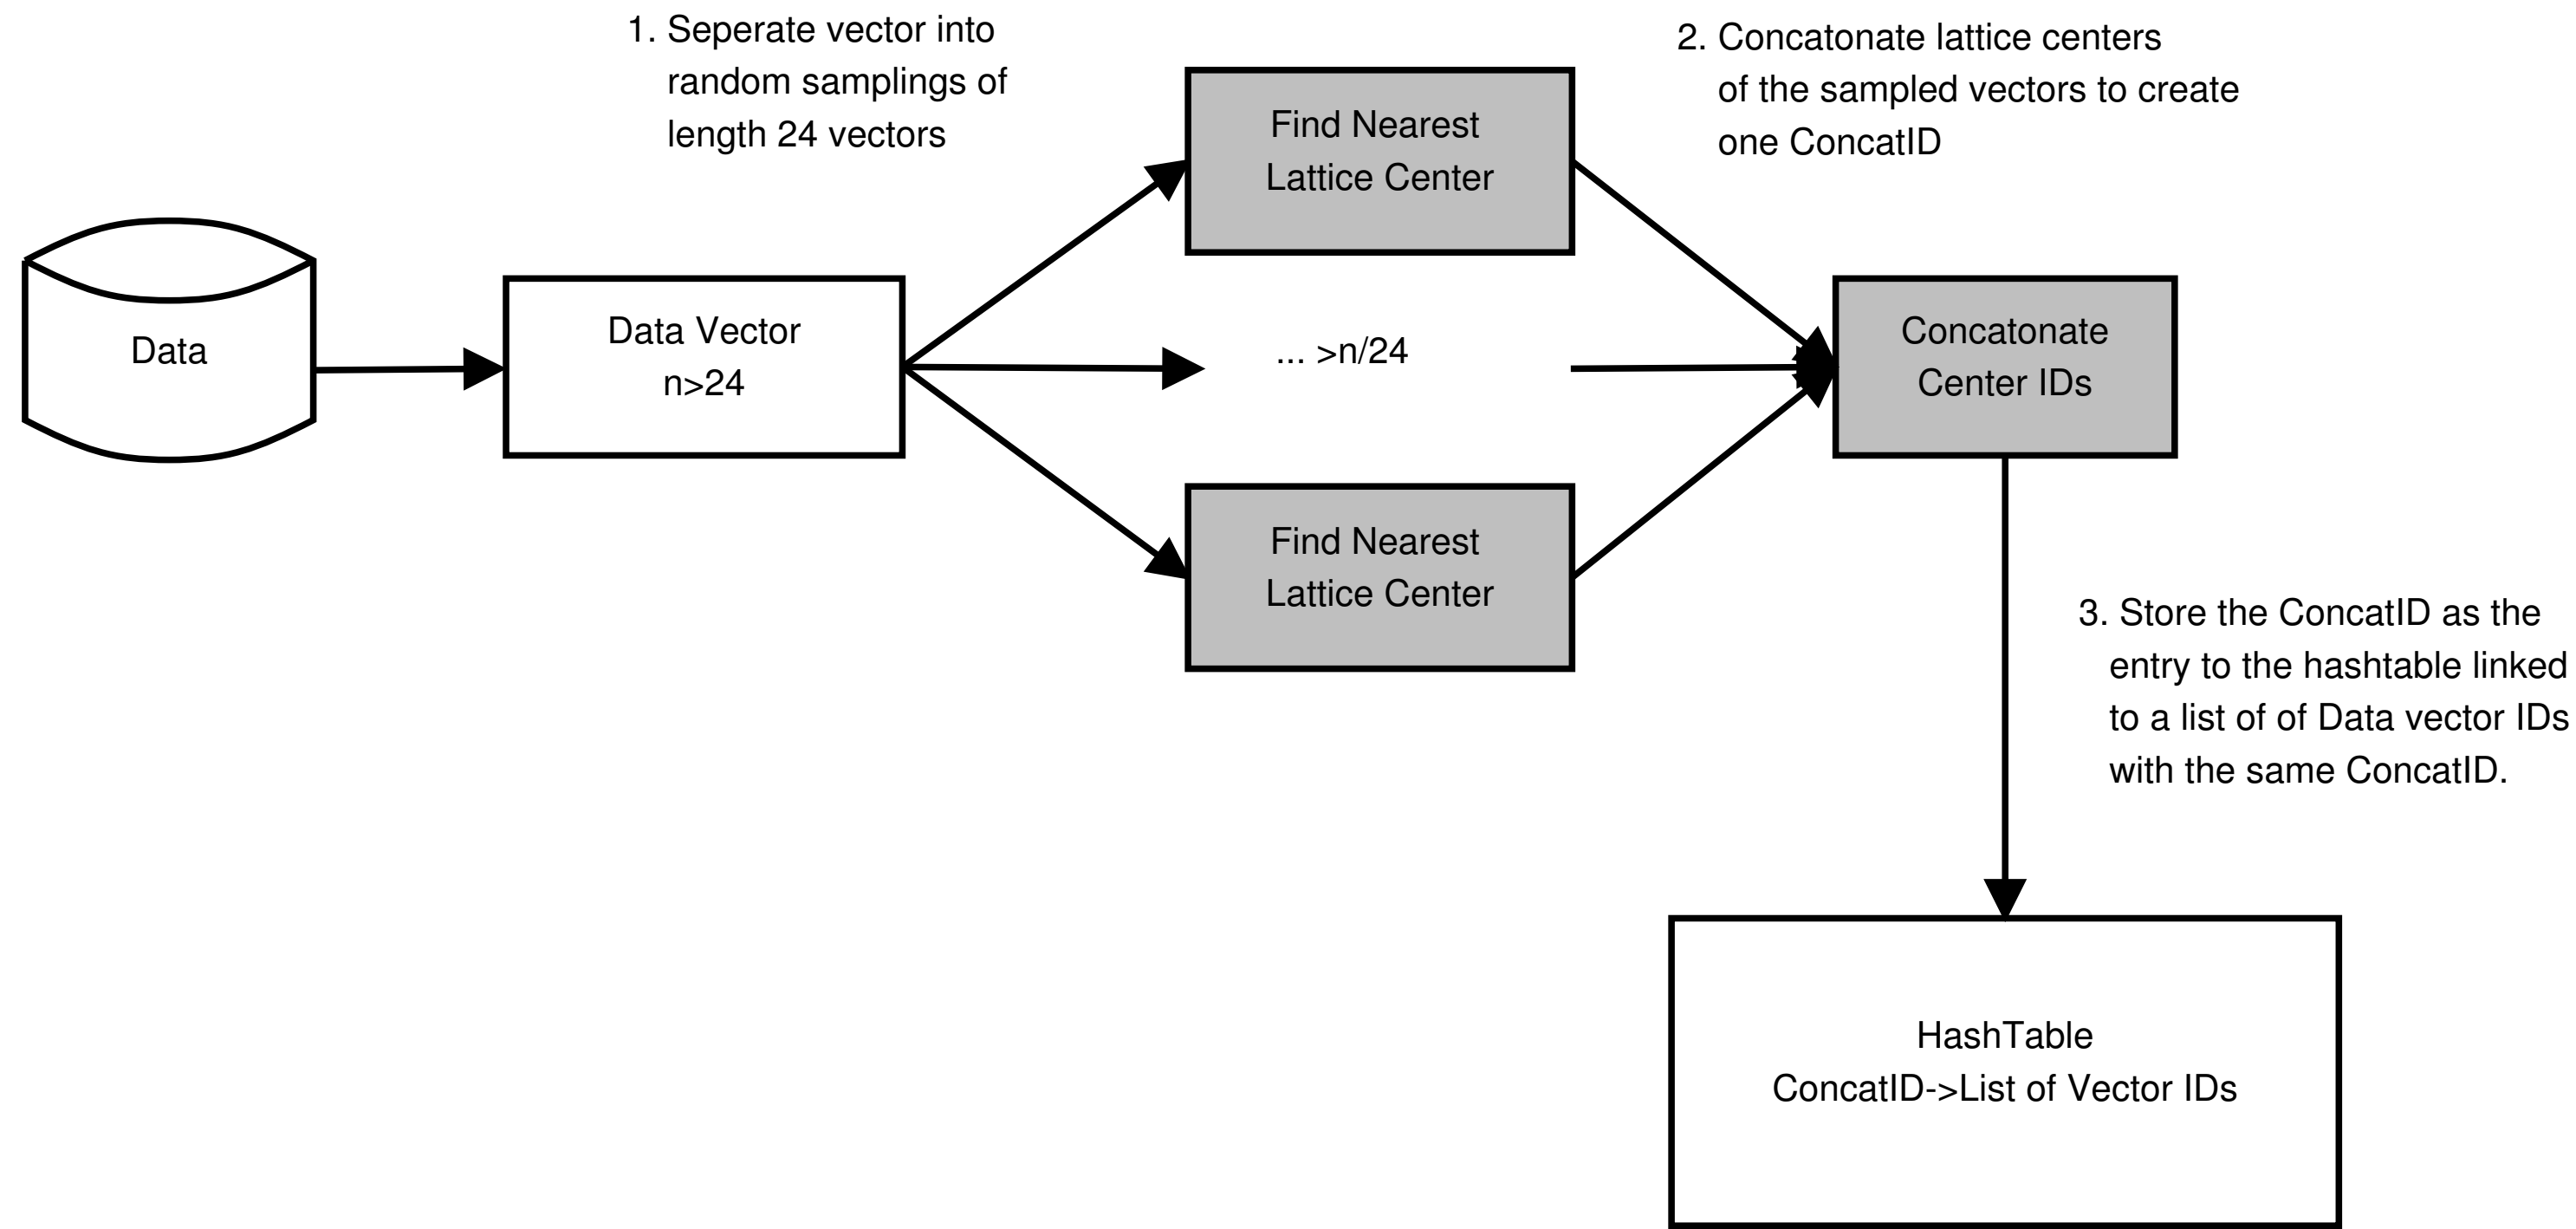 1. Seperate vector into
random samplings of
length 24 vectors
2. Concatonate lattice centers
of the sampled vectors to create
one ConcatID
Find Nearest
Lattice Center
Data
Data Vector
n>24
... >n/24
Concatonate
Center IDs
Find Nearest
Lattice Center
3. Store the ConcatID as the
entry to the hashtable linked
to a list of of Data vector IDs
with the same ConcatID.
HashTable
ConcatID->List of Vector IDs